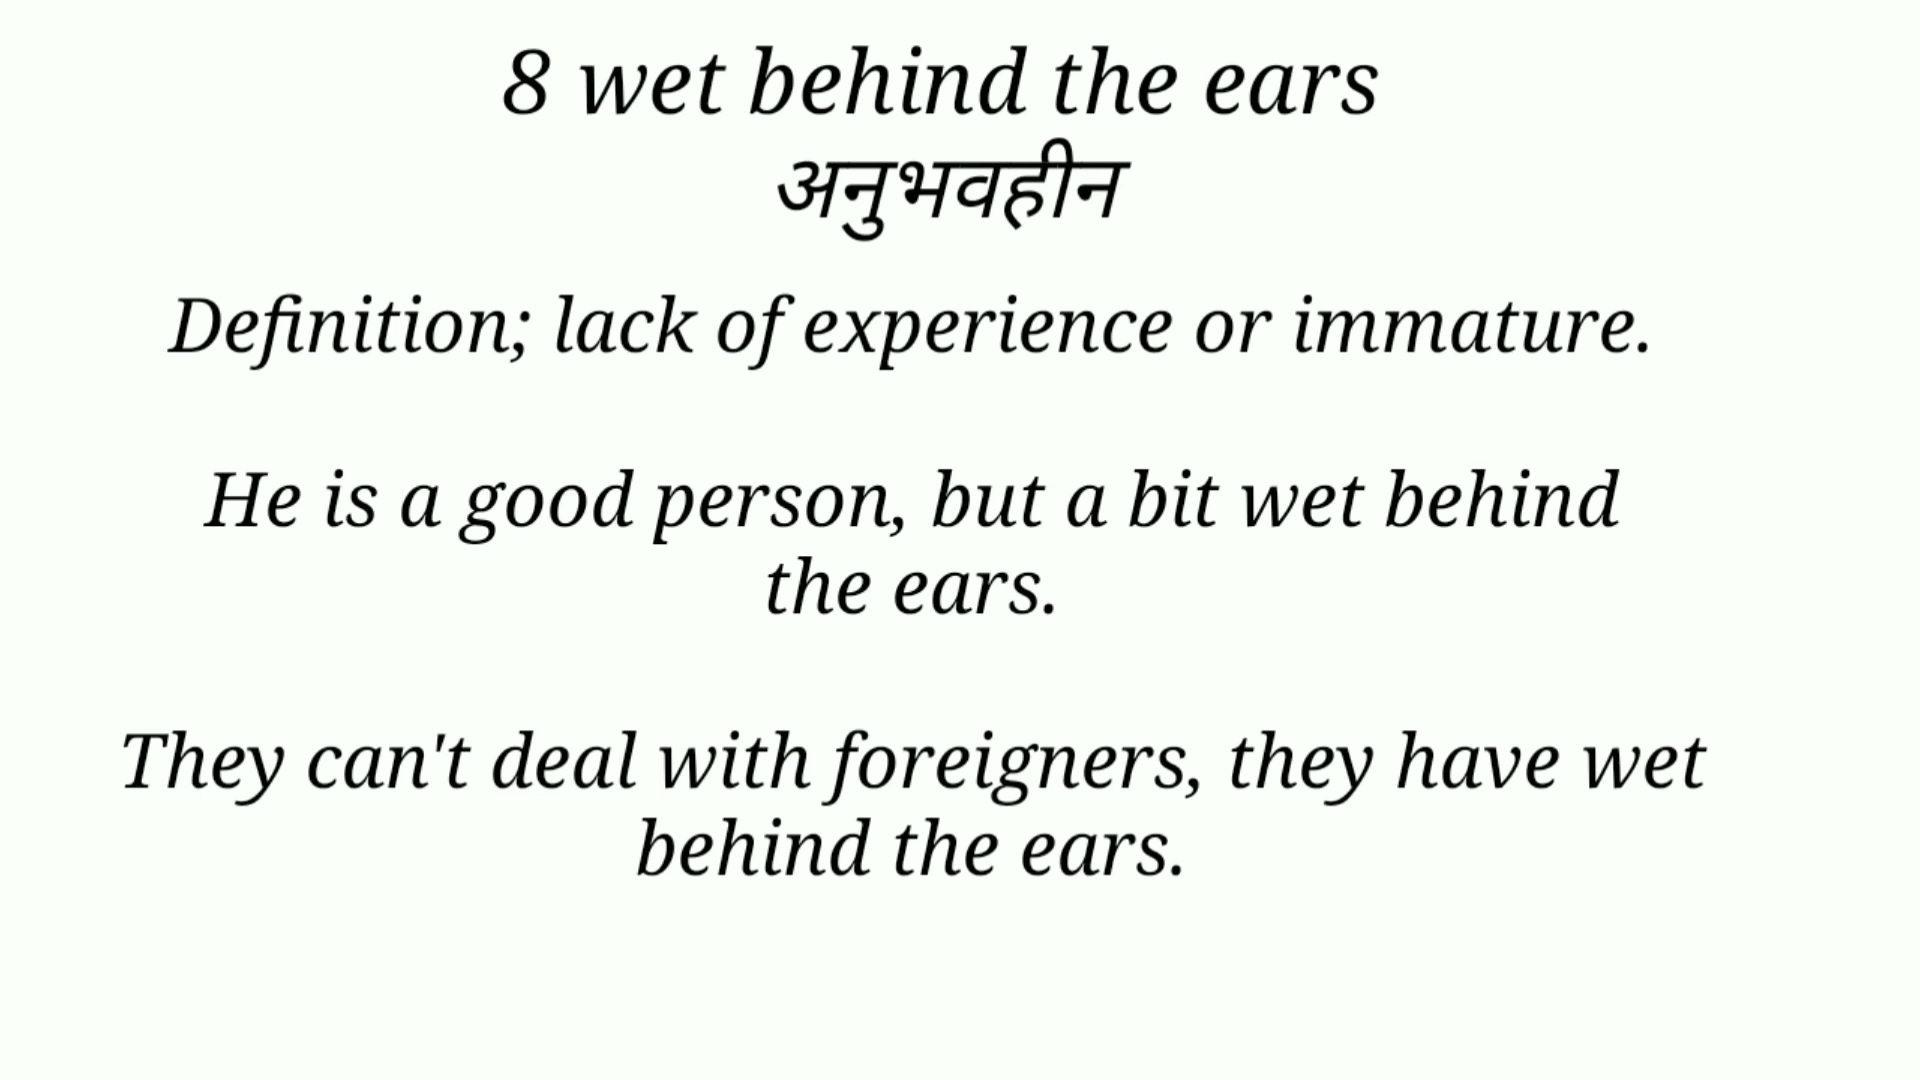 8 wet behind the ears
अनुभवहीन
Definition; lack of experience or immature.
He is a good person, but a bit wet behind
the ears.
They can't deal with foreigners, they have wet
behind the ears.